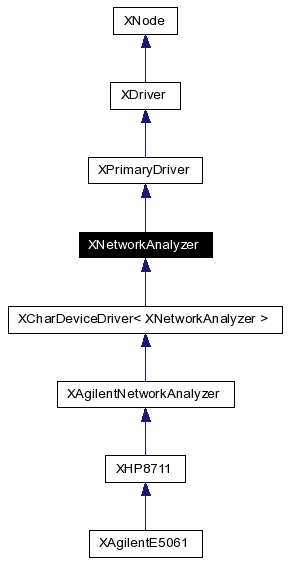 XNode
XDriver
XPrimaryDriver
XNetworkAnalyzer
XCharDeviceDriver< XNetworkAnalyzer >
XAgilentNetworkAnalyzer
XHP8711
XAgilentE5061